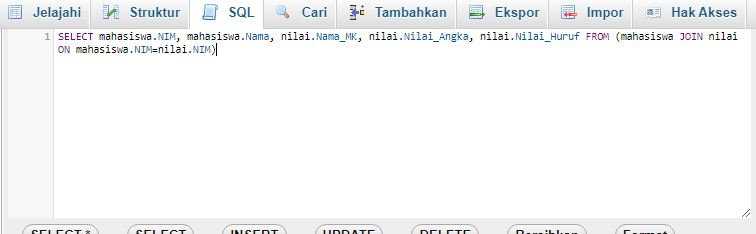 Jelajahi Struktur SQL Cari Tambahkan Ekspor Impor Hak Akses
1 SELECT mahasiswa.NIM, mahasiswa.Nama, nilai.Nama_MK, nilai.Nilai_Angka, nilai.Nilai_Huruf FROM (mahasiswa JOIN nilai
ON mahasiswa.NIM=nilai.NIM)
SELECT * SELECT INSERT UPDATE DELETE Bersihkan Format